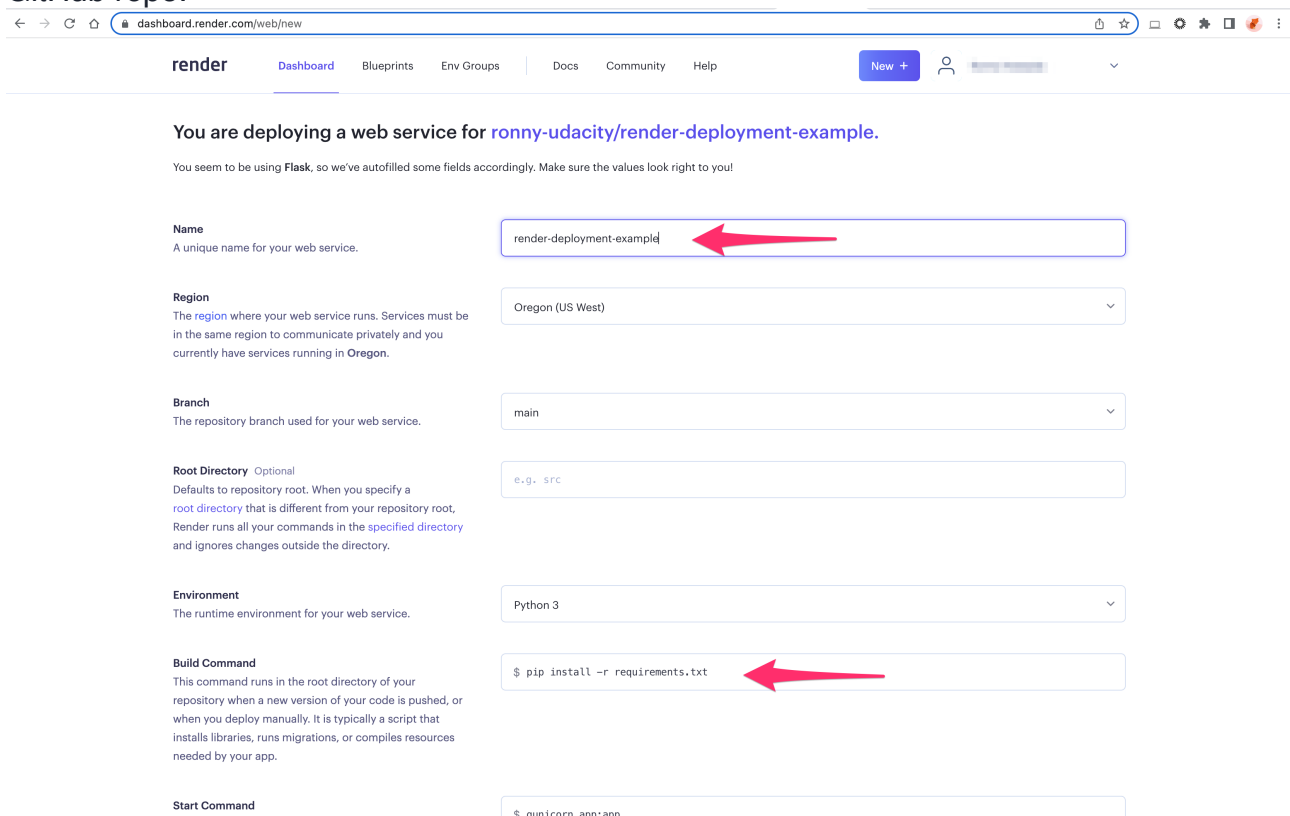 dashboard.render.com/web/new
render Dashboard Blueprints Env Groups Docs Community Help New +
You are deploying a web service for ronny-udacity/render-deployment-example.
You seem to be using Flask, so we've autofilled some fields accordingly. Make sure the values look right to you!
Name
A unique name for your web service.
render-deployment-example
Region
The region where your web service runs. Services must be
in the same region to communicate privately and you
currently have services running in Oregon.
Oregon (US West)
Branch
The repository branch used for your web service.
main
Root Directory Optional
Defaults to repository root. When you specify a
root directory that is different from your repository root,
Render runs all your commands in the specified directory
and ignores changes outside the directory.
e.g. src
Environment
The runtime environment for your web service.
Python 3
Build Command
This command runs in the root directory of your
repository when a new version of your code is pushed, or
when you deploy manually. It is typically a script that
installs libraries, runs migrations, or compiles resources
needed by your app.
$ pip install -r requirements.txt
Start Command
$ gunicorn app:app